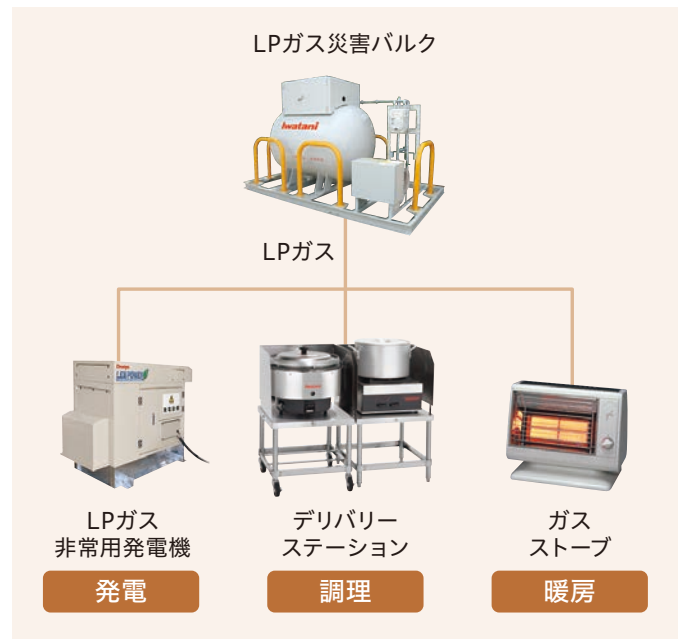 LPガス災害バルク
Iwatani
LPガス
LPガス
非常用発電機
発電
デリバリー
ステーション
調理
ガス
ストーブ
暖房